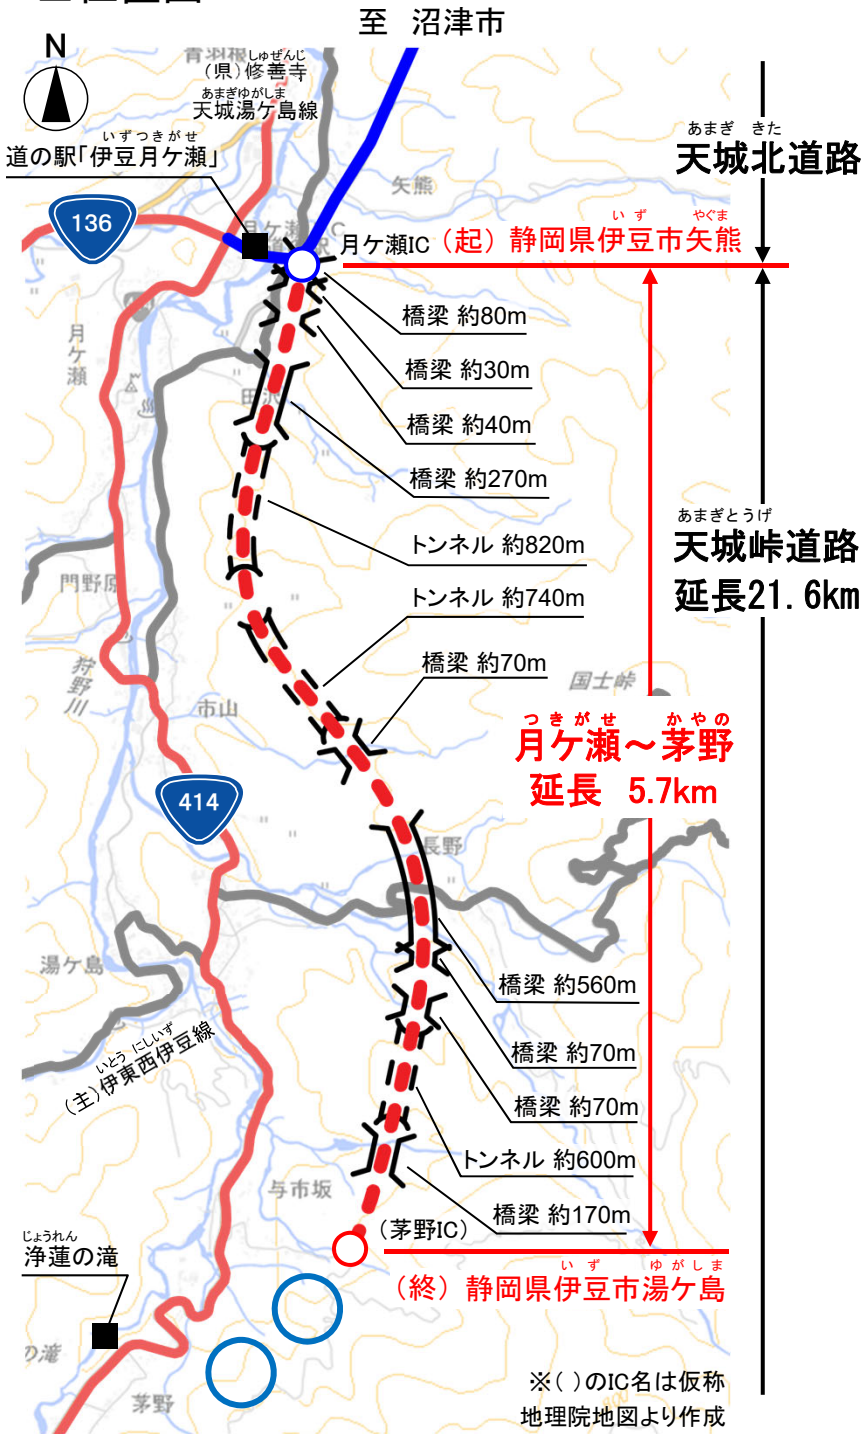 至 沼津市
N
青羽根
しゅぜんじ
(県)修善寺
あまぎゆがしま
天城湯ケ島線
いずつきがせ
道の駅「伊豆月ケ瀬」
矢熊
あまぎ きた
天城北道路
136
月ケ瀬IC
いず やぐま
(起) 静岡県伊豆市矢熊
橋梁 約80m
月ケ瀬
橋梁 約30m
田沢
橋梁 約40m
橋梁 約270m
トンネル 約820m
あまぎとうげ
天城峠道路
延長21.6km
門野原
トンネル 約740m
狩野川
橋梁 約70m
国士峠
市山
つきがせ かやの
月ケ瀬～茅野
延長 5.7km
414
長野
湯ケ島
橋梁 約560m
いとう にしいず
(主)伊東西伊豆線
橋梁 約70m
橋梁 約70m
トンネル 約600m
与市坂
橋梁 約170m
(茅野IC)
じょうれん
浄蓮の滝
いず ゆがしま
(終) 静岡県伊豆市湯ケ島
の滝
茅野
※( )のIC名は仮称
地理院地図より作成